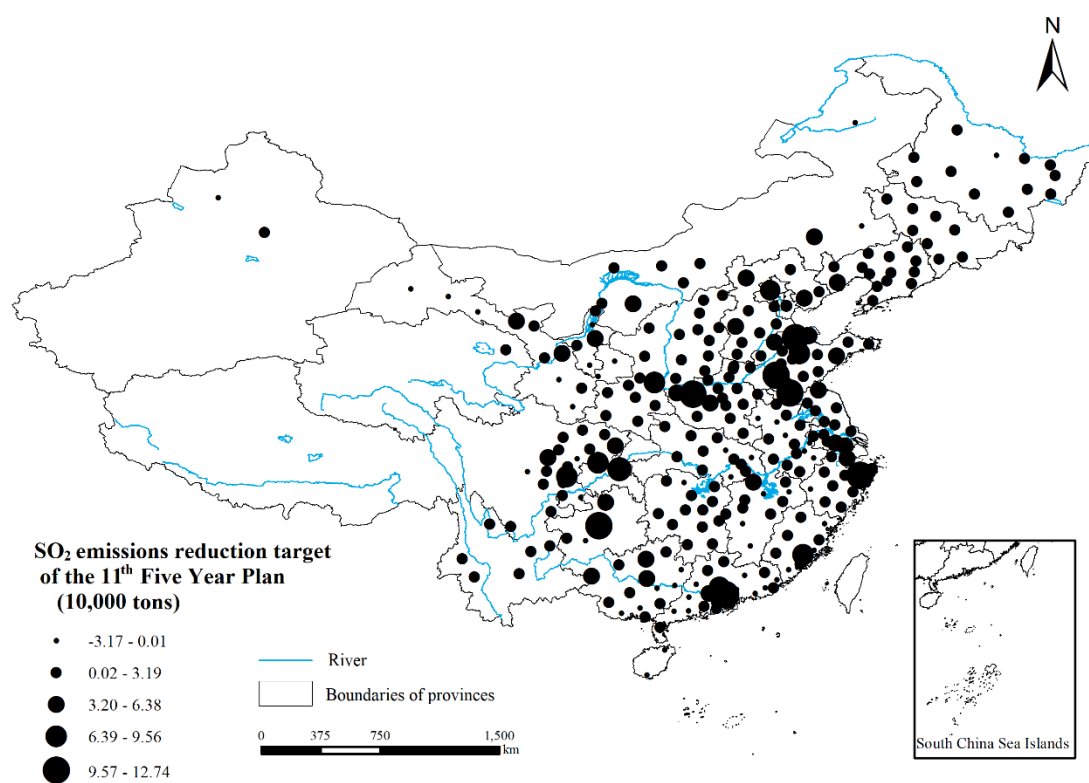 N
SO₂ emissions reduction target
of the 11th Five Year Plan
(10,000 tons)
-3.17 - 0.01
0.02 - 3.19
3.20 - 6.38
6.39 - 9.56
9.57 - 12.74
River
Boundaries of provinces
0 375 750 1,500
km
South China Sea Islands